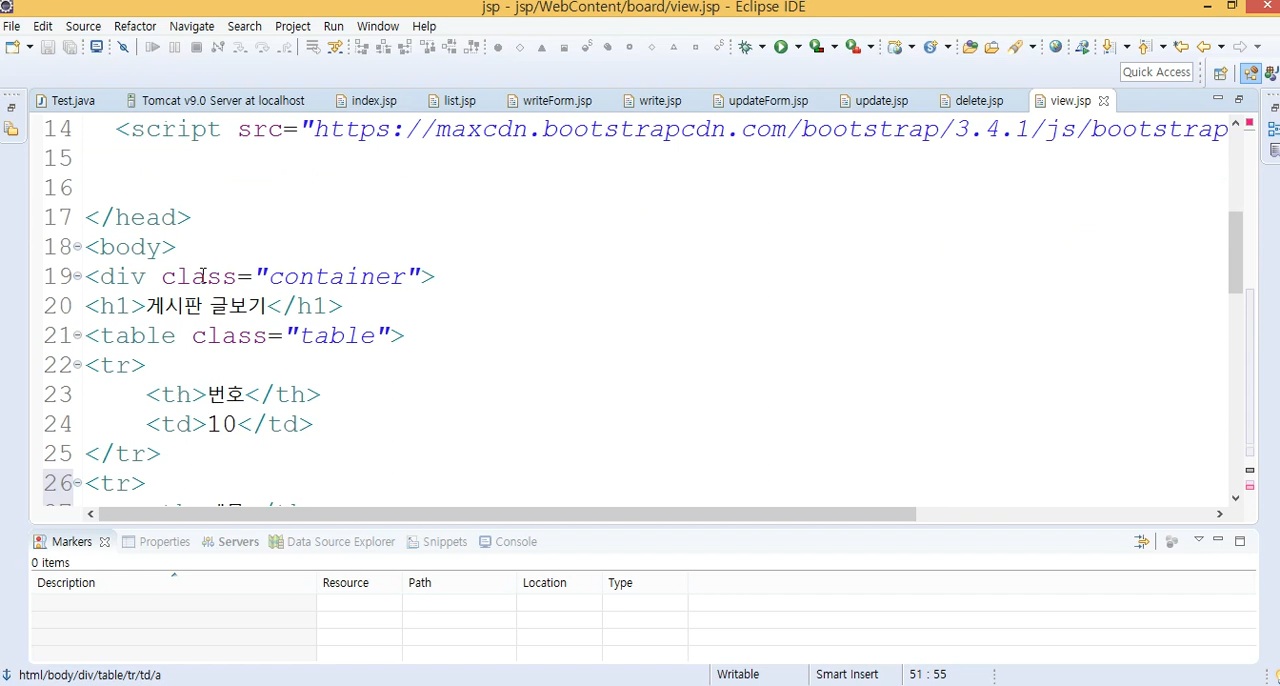 jsp - jsp/WebContent/board/view.jsp - Eclipse IDE
File Edit Source Refactor Navigate Search Project Run Window Help
Quick Access
Test.java Tomcat v9.0 Server at localhost index.jsp list.jsp writeForm.jsp write.jsp updateForm.jsp update.jsp delete.jsp view.jsp
14 <script src="https://maxcdn.bootstrapcdn.com/bootstrap/3.4.1/js/bootstrap
15
16
17 </head>
18 <body>
19 <div class="container">
20 <h1>게시판 글보기</h1>
21 <table class="table">
22 <tr>
23 <th>번호</th>
24 <td>10</td>
25 </tr>
26 <tr>
Markers Properties Servers Data Source Explorer Snippets Console
0 items
Description Resource Path Location Type
html/body/div/table/tr/td/a Writable Smart Insert 51 : 55